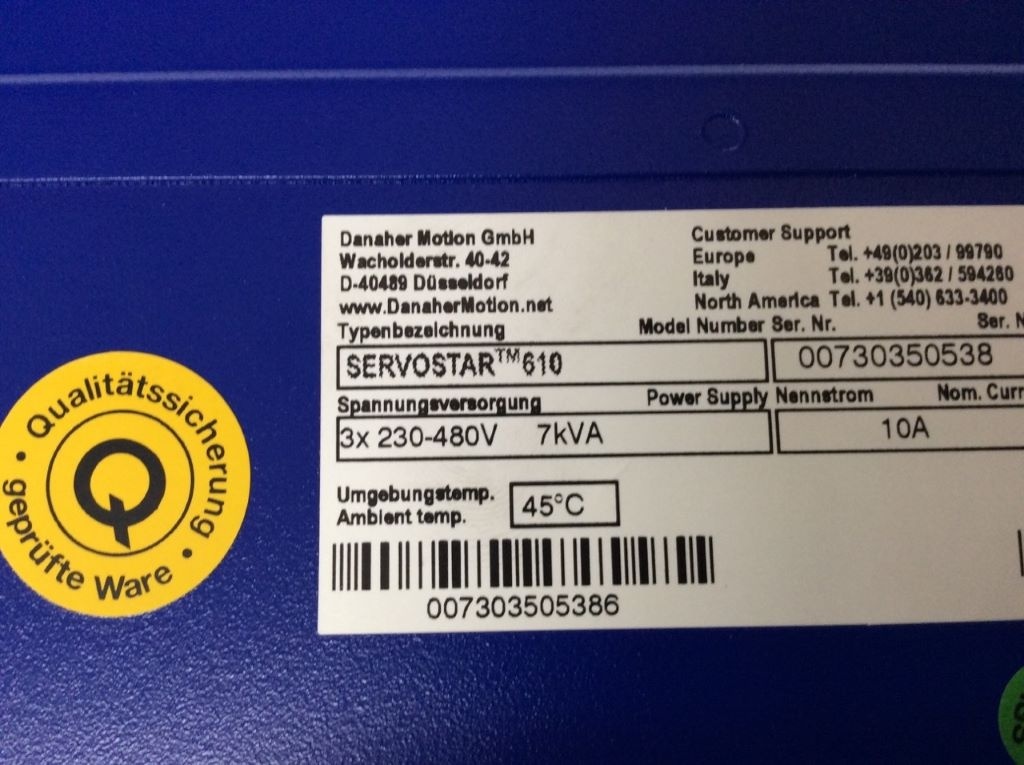 Danaher Motion GmbH
Wacholderstr. 40-42
D-40489 Düsseldorf
www.DanaherMotion.net
Customer Support
Europe Tel. +49(0)203 / 99790
Italy Tel. +39(0)362 / 594260
North America Tel. +1 (540) 633-3400
Typenbezeichnung Model Number Ser. Nr. Ser. N
SERVOSTAR™610 00730350538
Spannungsversorgung Power Supply Nennstrom Nom. Curr
3x 230-480V 7kVA 10A
Umgebungstemp.
Ambient temp.
45°C
007303505386
Qualitätssicherung
Q
geprüfte Ware